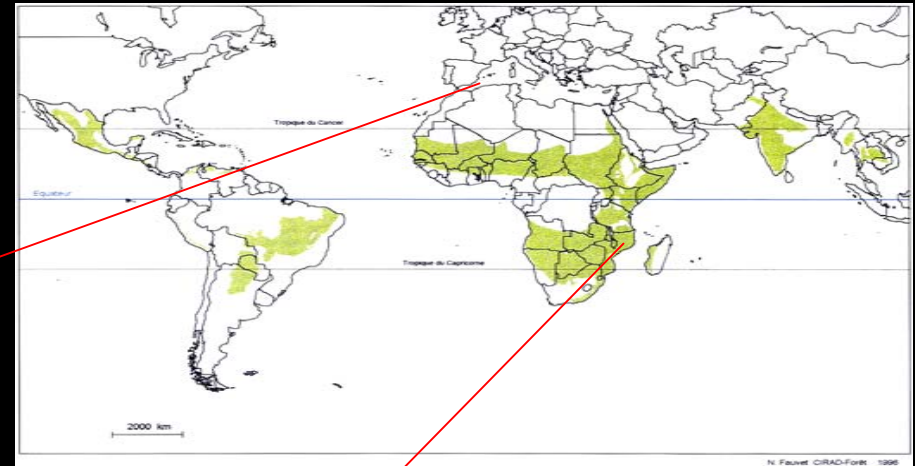 Tropique du Cancer
Equateur
Tropique du Capricorne
2000 km
N. Fauvet CIRAD-Forêt 1996